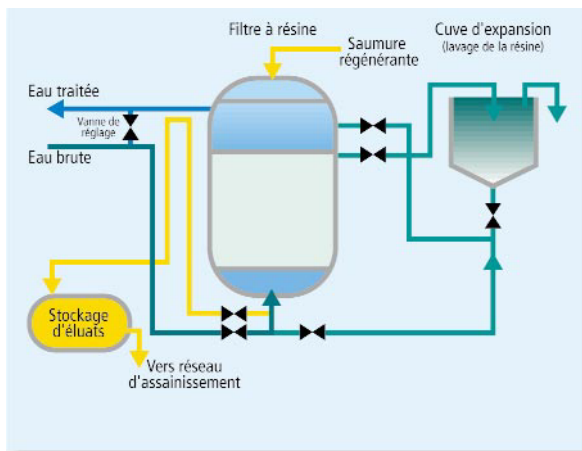 Filtre à résine
Cuve d'expansion
(lavage de la résine)
Saumure
régénérante
Eau traitée
Vanne de
réglage
Eau brute
Stockage
d'éluats
Vers réseau
d'assainissement